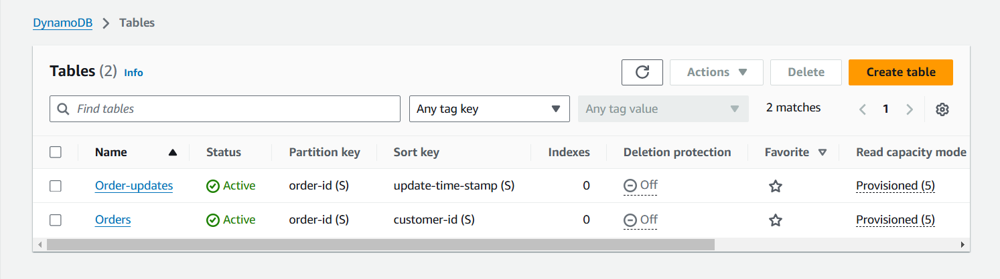 DynamoDB > Tables
Tables (2) Info Actions Delete Create table
Find tables Any tag key Any tag value 2 matches 1
Name Status Partition key Sort key Indexes Deletion protection Favorite Read capacity mode
Order-updates Active order-id (S) update-time-stamp (S) 0 Off Provisioned (5)
Orders Active order-id (S) customer-id (S) 0 Off Provisioned (5)